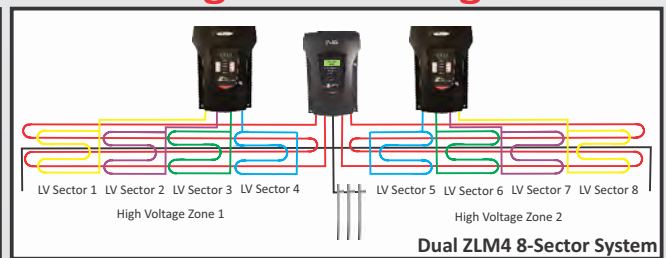 LV Sector 1 LV Sector 2 LV Sector 3 LV Sector 4 LV Sector 5 LV Sector 6 LV Sector 7 LV Sector 8
High Voltage Zone 1 High Voltage Zone 2
Dual ZLM4 8-Sector System